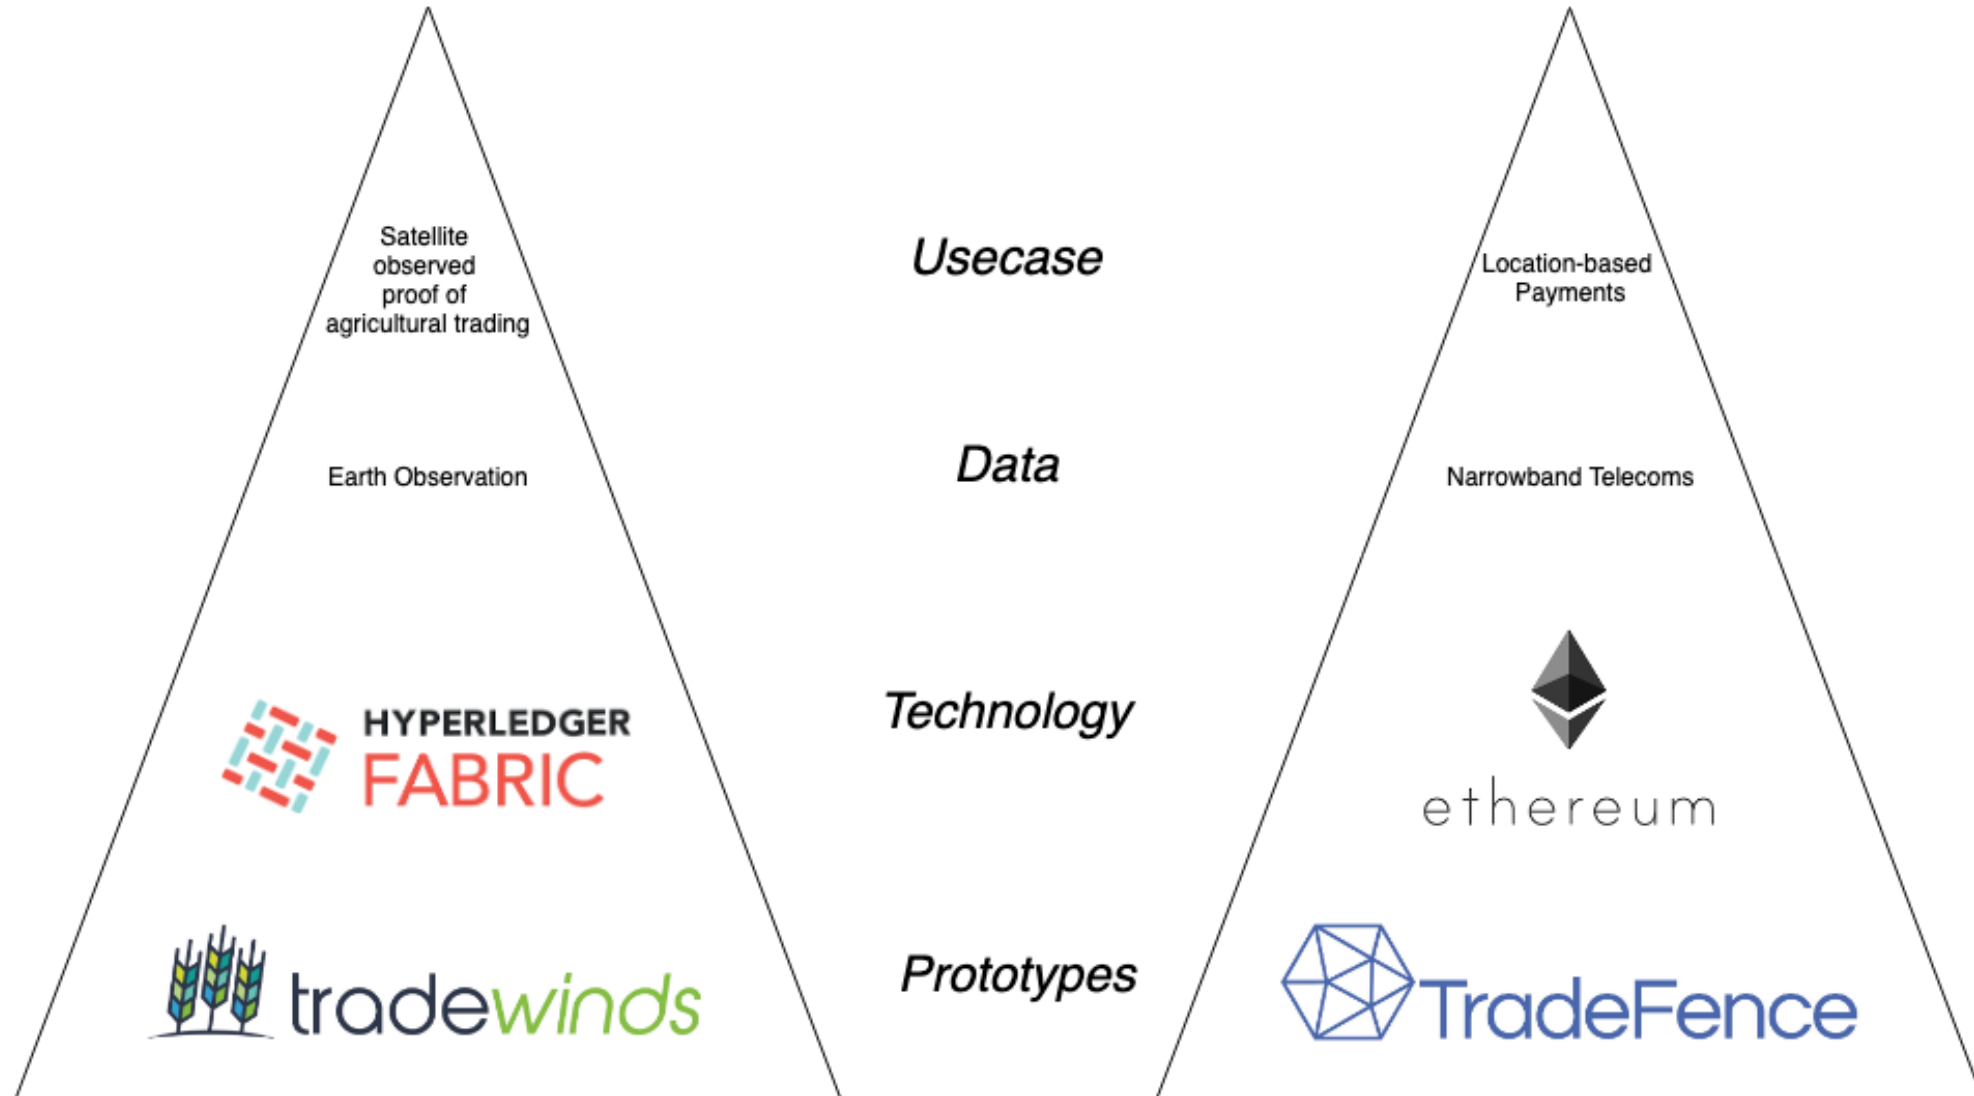 Satellite
observed
proof of
agricultural trading
Usecase
Location-based
Payments
Earth Observation
Data
Narrowband Telecoms
HYPERLEDGER
FABRIC
Technology
ethereum
tradewinds
Prototypes
TradeFence